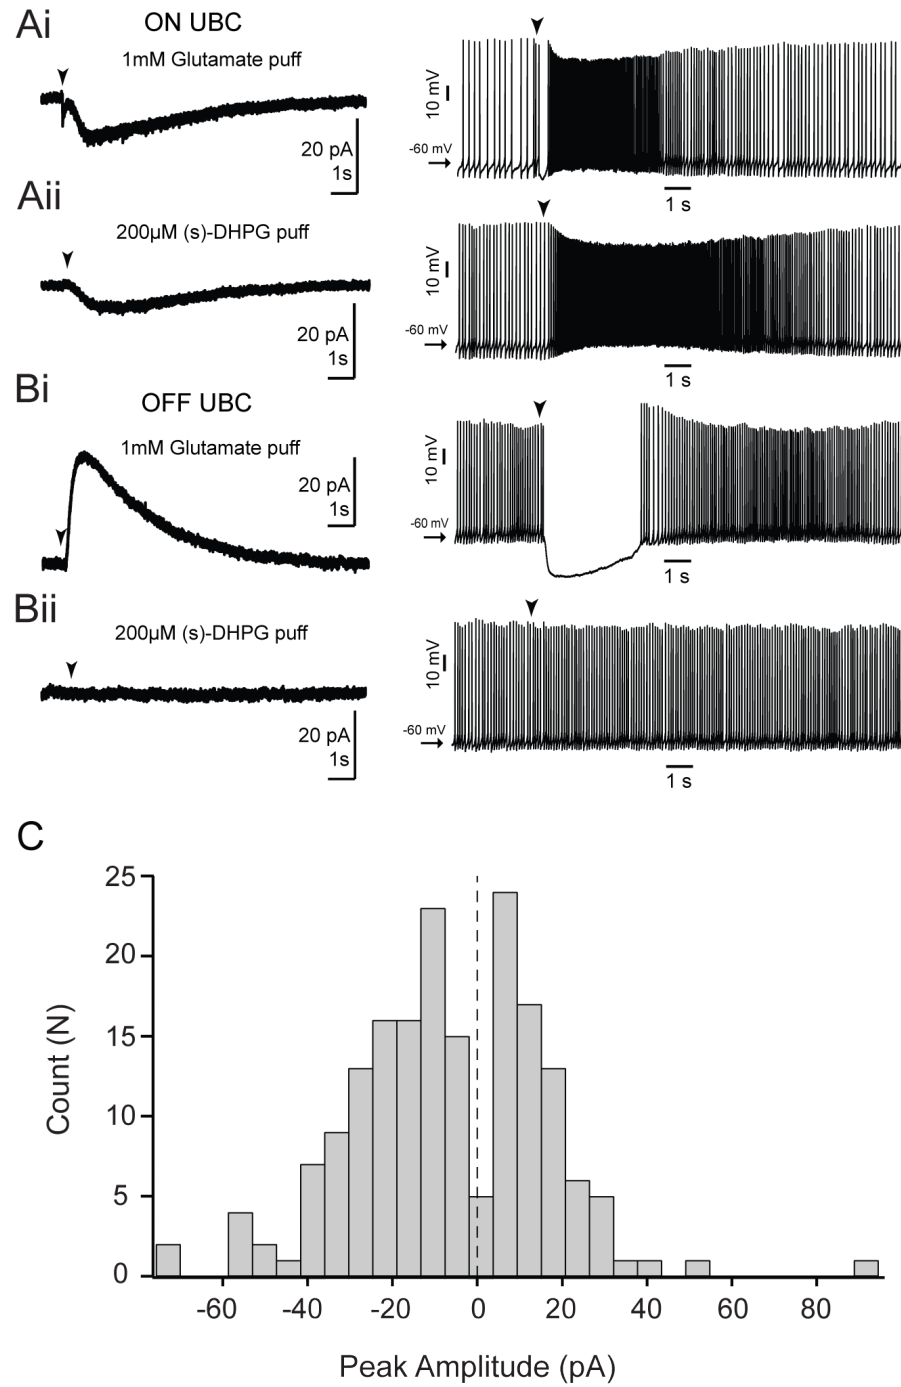 Ai
ON UBC
1mM Glutamate puff
20 pA
1s
10 mV
-60 mV
1 s
Aii
200µM (s)-DHPG puff
20 pA
1s
10 mV
-60 mV
1 s
Bi
OFF UBC
1mM Glutamate puff
20 pA
1s
10 mV
-60 mV
1 s
Bii
200µM (s)-DHPG puff
20 pA
1s
10 mV
-60 mV
1 s
C
25
20
15
10
5
0
Count (N)
-60 -40 -20 0 20 40 60 80
Peak Amplitude (pA)